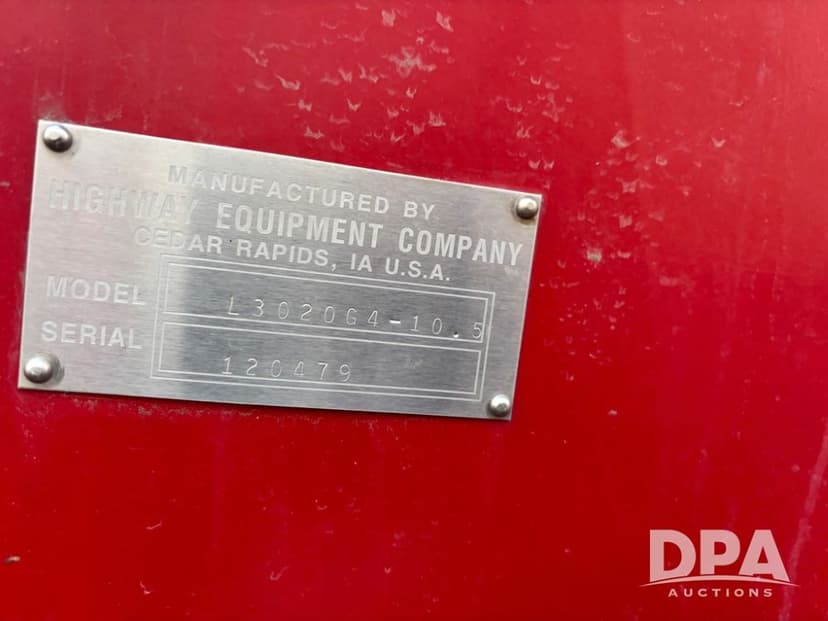 MANUFACTURED BY
HIGHWAY EQUIPMENT COMPANY
CEDAR RAPIDS, IA U.S.A.
MODEL L3020G4-10.5
SERIAL 120479
DPA
AUCTIONS